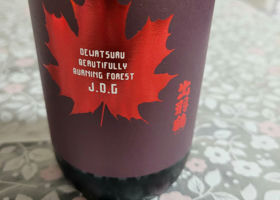 DEWATSURU
BEAUTIFULLY
BURNING FOREST
J.D.G
出羽鶴